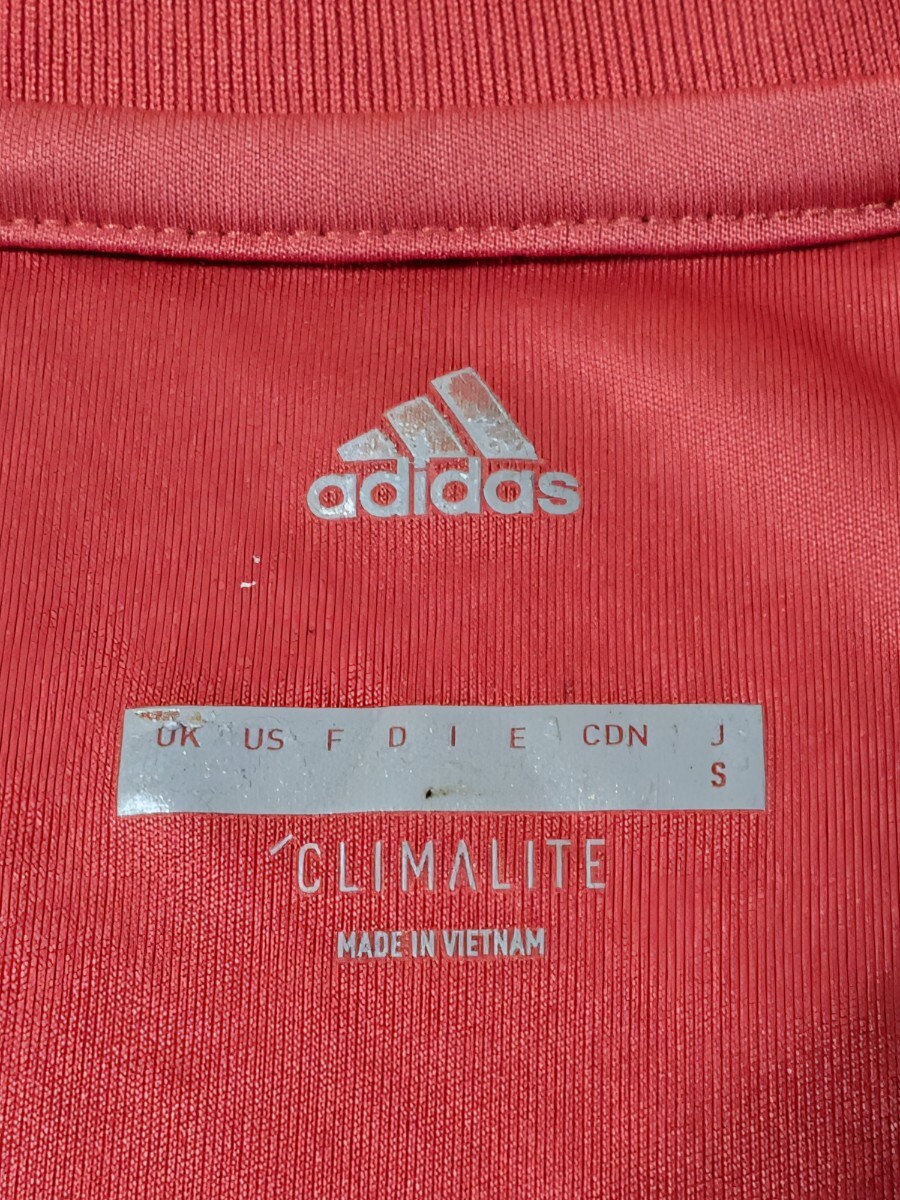 adidas
UK US F D I E CDN J
S
CLIMALITE
MADE IN VIETNAM